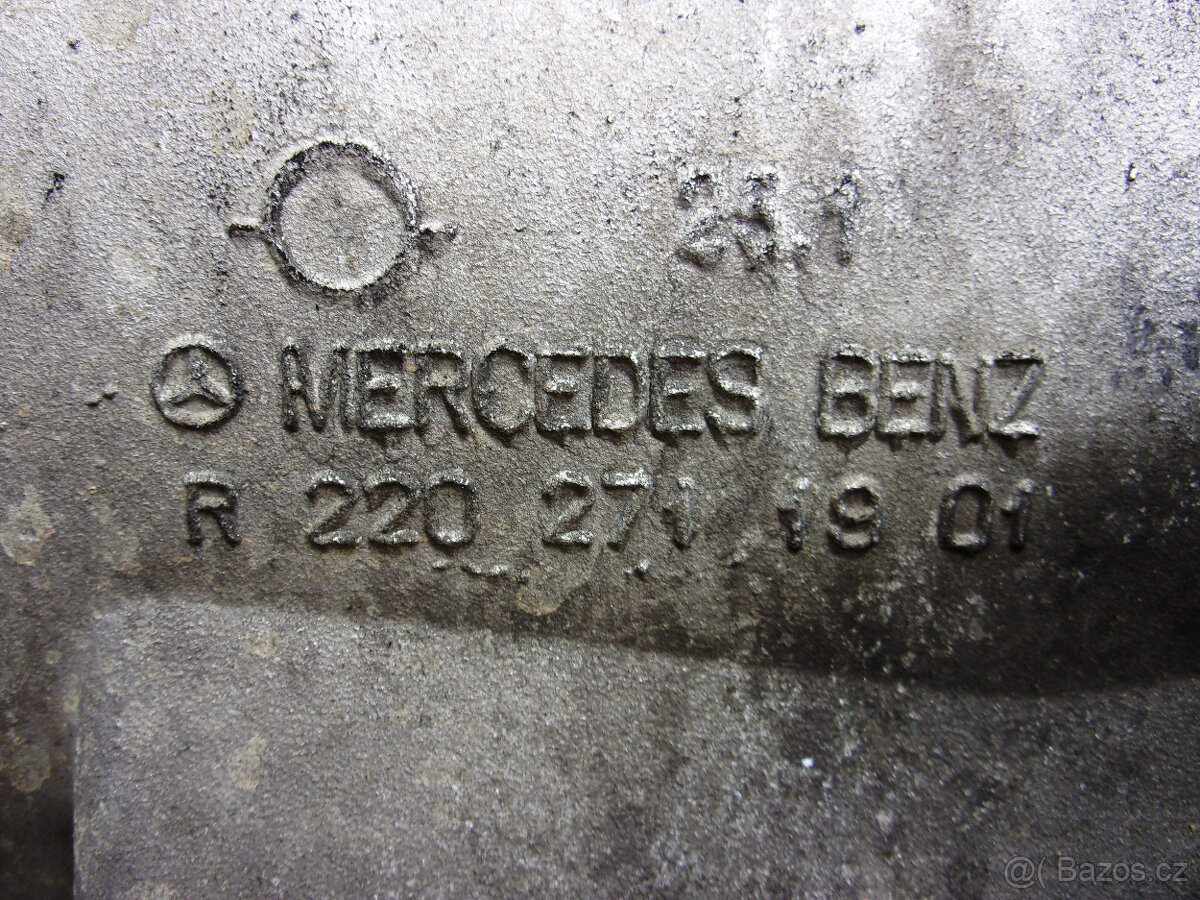 MERCEDES BENZ
R 220 271 19 01
@( Bazos.cz